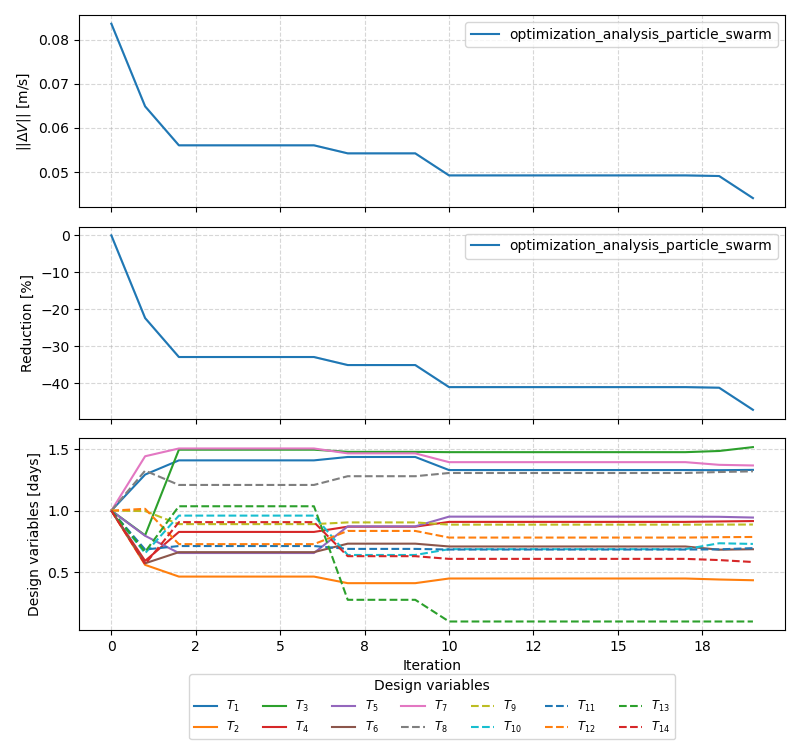 ||ΔV|| [m/s]
0.08
0.07
0.06
0.05
optimization_analysis_particle_swarm
Reduction [%]
0
−10
−20
−30
−40
optimization_analysis_particle_swarm
Design variables [days]
1.5
1.0
0.5
0 2 5 8 10 12 15 18
Iteration
Design variables
T1 T3 T5 T7 T9 T11 T13
T2 T4 T6 T8 T10 T12 T14